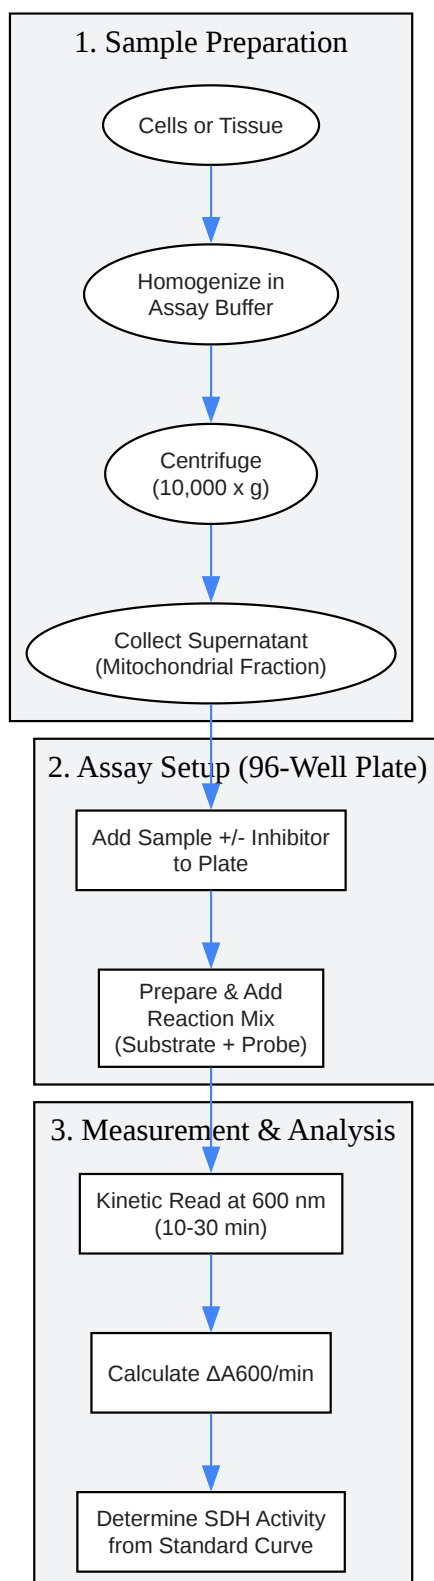 1. Sample Preparation
Cells or Tissue
Homogenize in
Assay Buffer
Centrifuge
(10,000 x g)
Collect Supernatant
(Mitochondrial Fraction)
2. Assay Setup (96-Well Plate)
Add Sample +/- Inhibitor
to Plate
Prepare & Add
Reaction Mix
(Substrate + Probe)
3. Measurement & Analysis
Kinetic Read at 600 nm
(10-30 min)
Calculate ΔA600/min
Determine SDH Activity
from Standard Curve